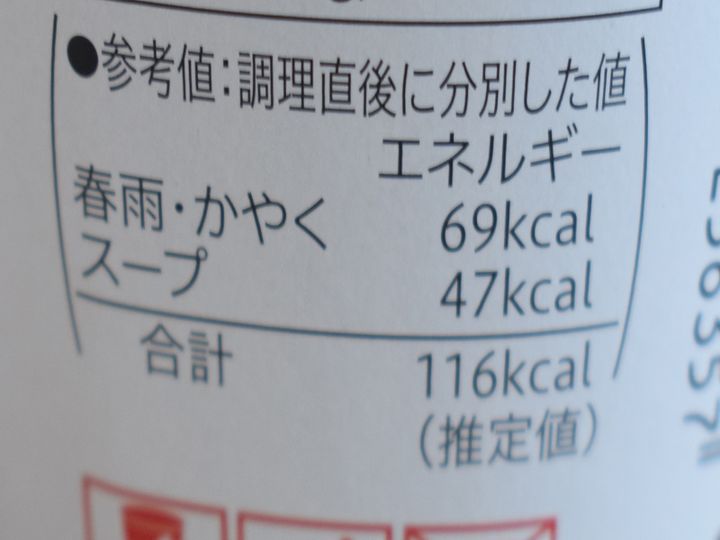 ●参考値:調理直後に分別した値
エネルギー
春雨・かやく 69kcal
スープ 47kcal
合計 116kcal
(推定値)